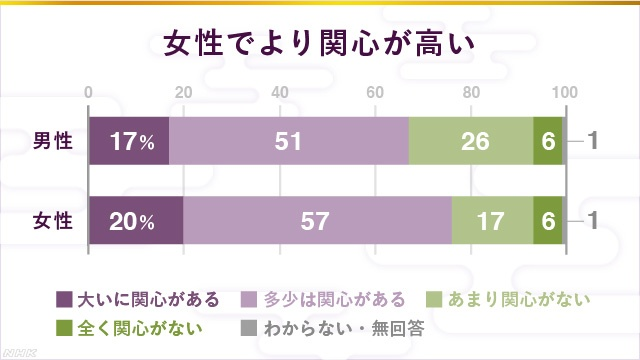 女性でより関心が高い
0 20 40 60 80 100
男性 17% 51 26 6 1
女性 20% 57 17 6 1
大いに関心がある 多少は関心がある あまり関心がない
全く関心がない わからない・無回答
NHK